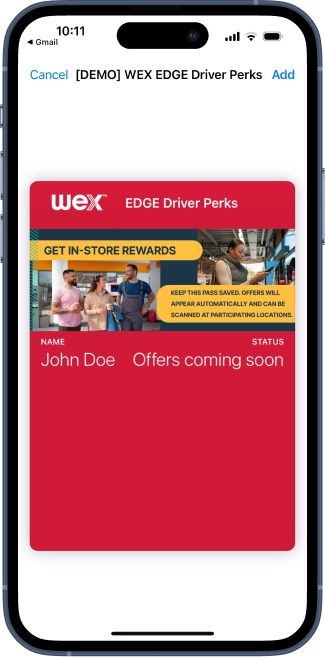 10:11
◀ Gmail
Cancel [DEMO] WEX EDGE Driver Perks Add
wex™ EDGE Driver Perks
GET IN-STORE REWARDS
KEEP THIS PASS SAVED. OFFERS WILL
APPEAR AUTOMATICALLY AND CAN BE
SCANNED AT PARTICIPATING LOCATIONS.
NAME STATUS
John Doe Offers coming soon